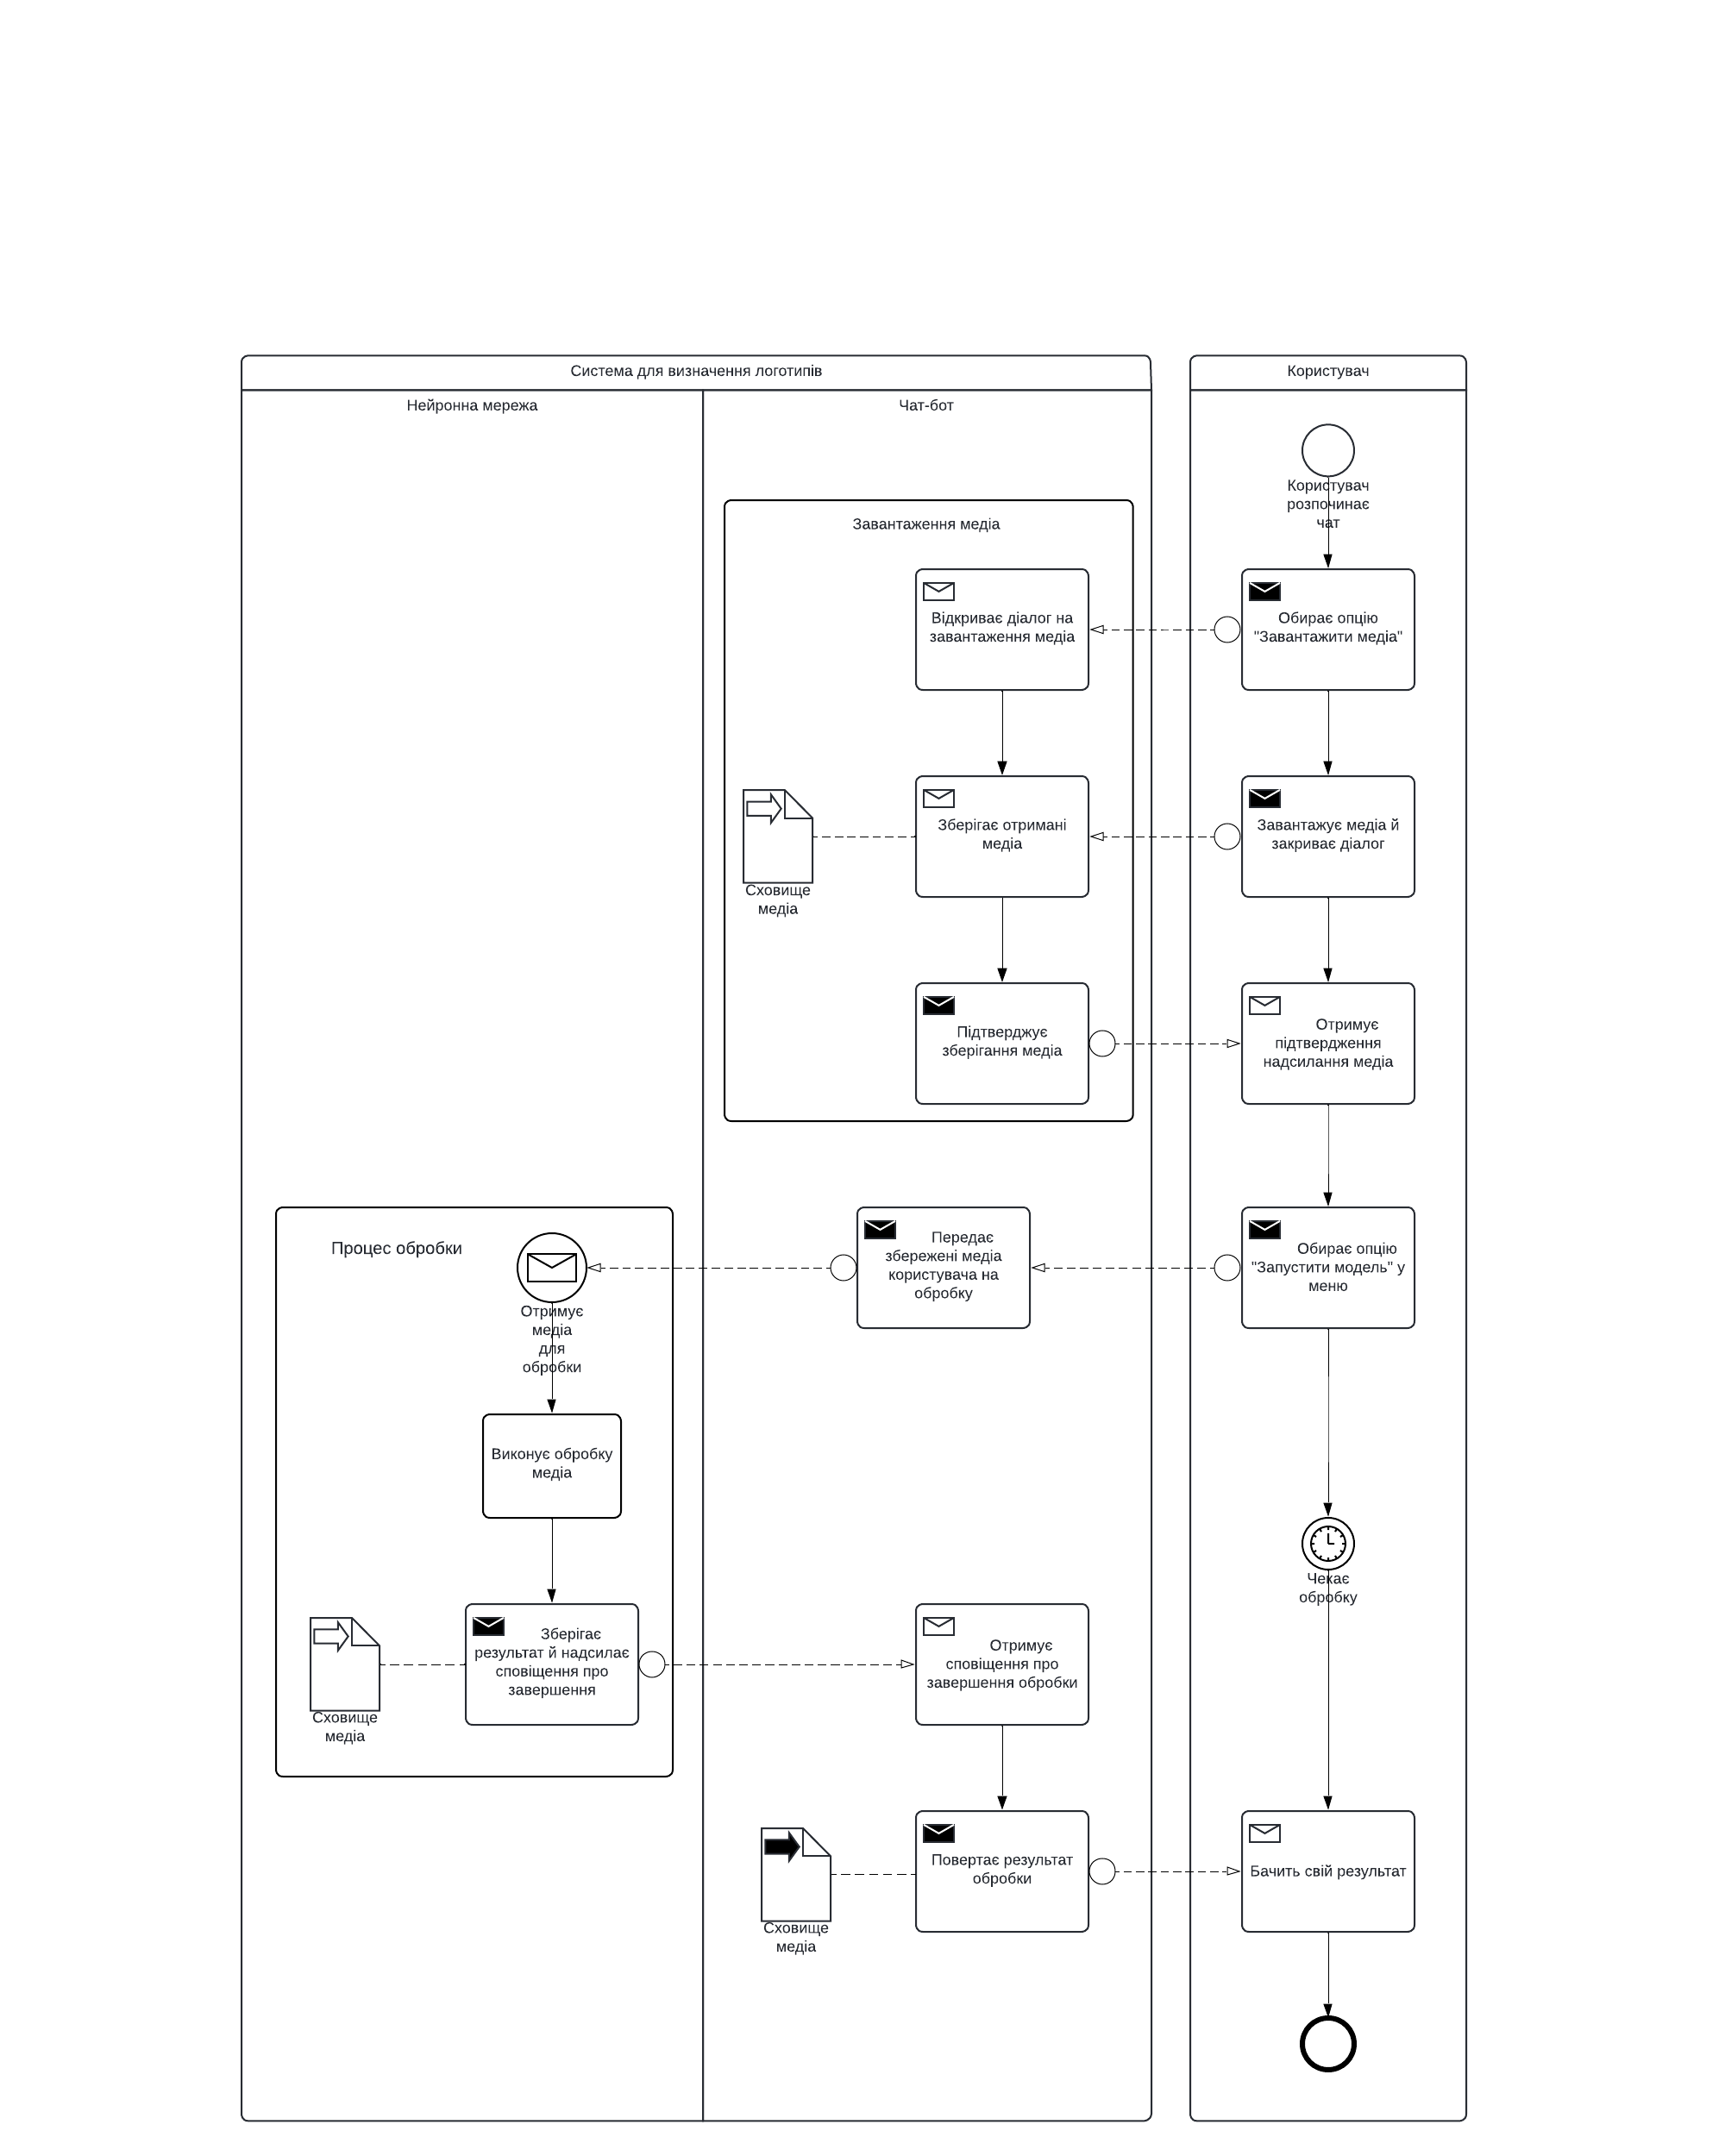 Система для визначення логотипів
Користувач
Нейронна мережа
Чат-бот
Користувач
розпочинає
чат
Завантаження медіа
Відкриває діалог на
завантаження медіа
Обирає опцію
"Завантажити медіа"
Сховище
медіа
Зберігає отримані
медіа
Завантажує медіа й
закриває діалог
Підтверджує
зберігання медіа
Отримує
підтвердження
надсилання медіа
Процес обробки
Отримує
медіа
для
обробки
Передає
збережені медіа
користувача на
обробку
Обирає опцію
"Запустити модель" у
меню
Виконує обробку
медіа
Чекає
обробку
Сховище
медіа
Зберігає
результат й надсилає
сповіщення про
завершення
Отримує
сповіщення про
завершення обробки
Сховище
медіа
Повертає результат
обробки
Бачить свій результат